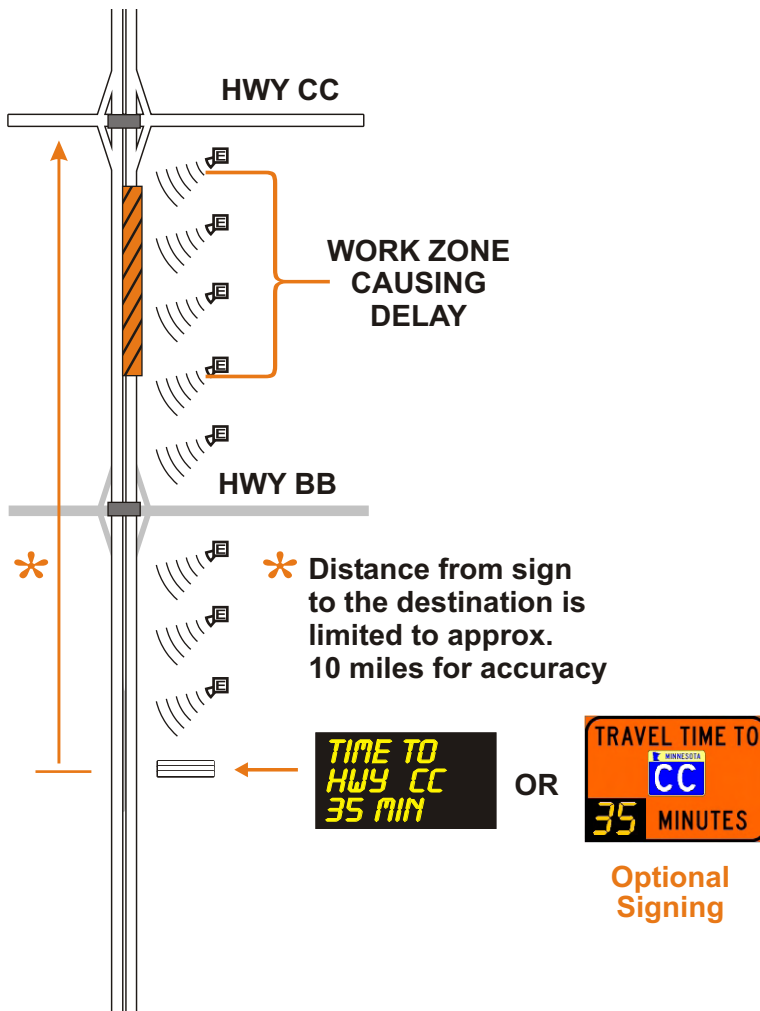 HWY CC
WORK ZONE
CAUSING
DELAY
HWY BB
* Distance from sign
to the destination is
limited to approx.
10 miles for accuracy
*
TIME TO
HWY CC
35 MIN
OR
TRAVEL TIME TO
MINNESOTA
CC
35 MINUTES
Optional
Signing